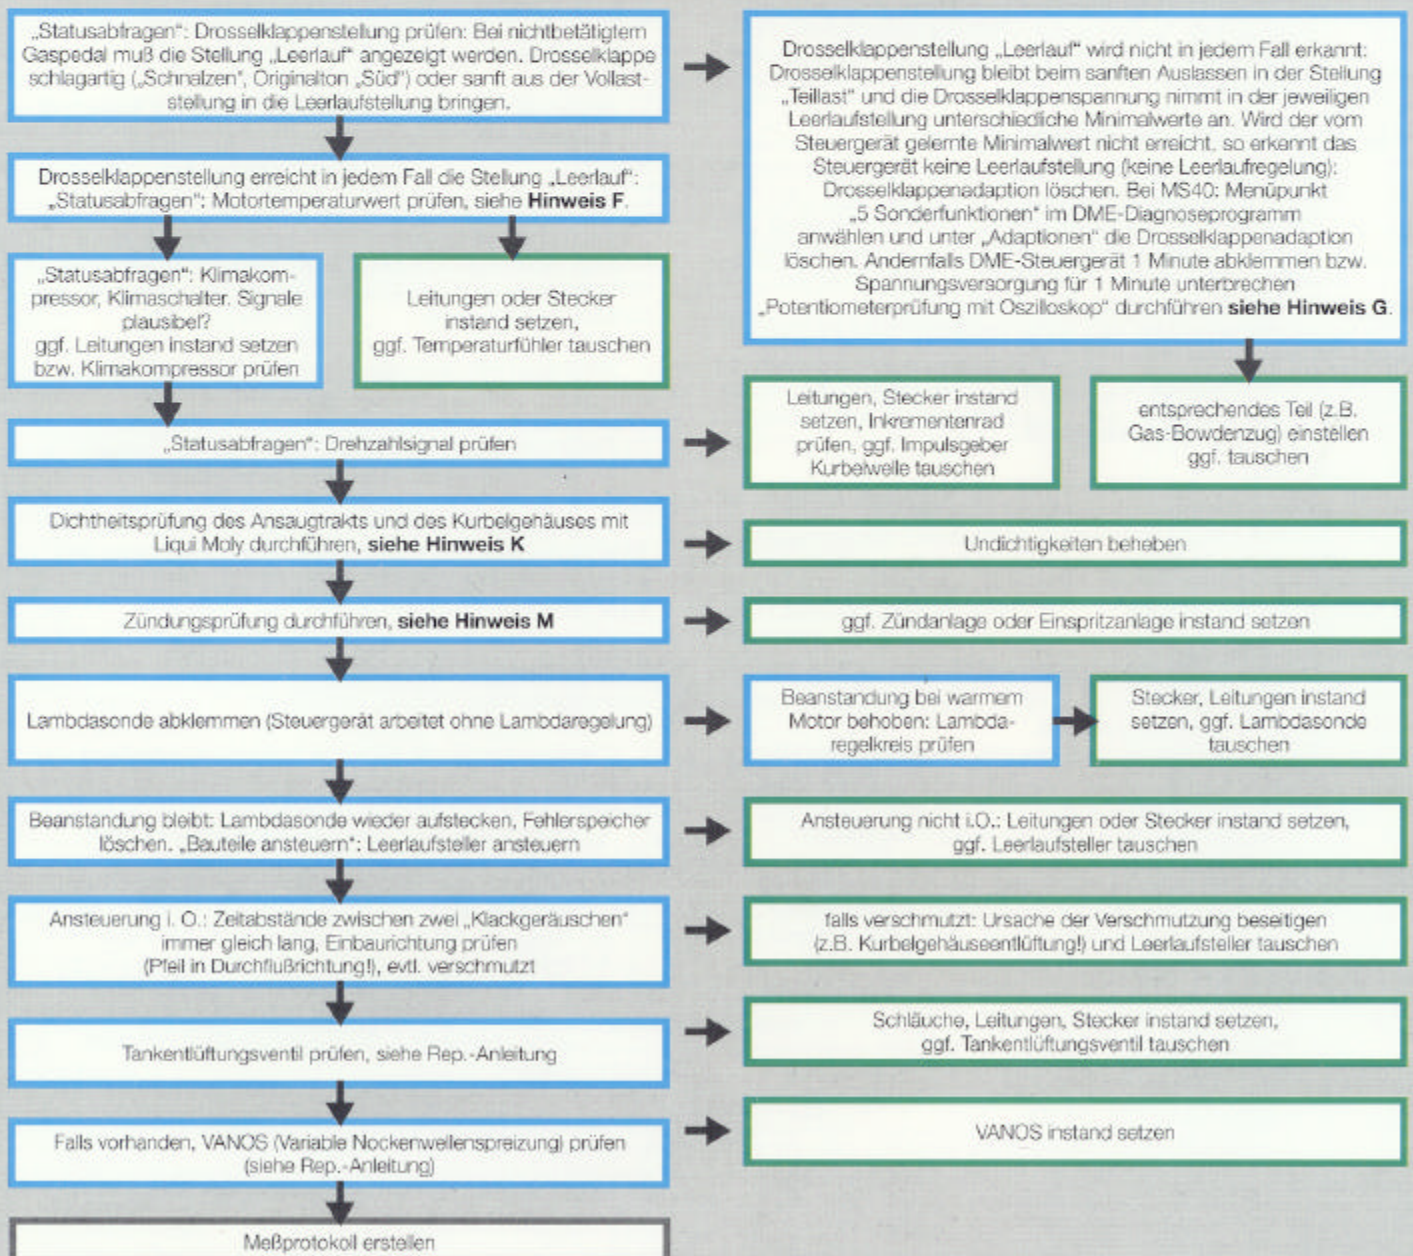 „Statusabfragen“: Drosselklappenstellung prüfen: Bei nichtbetätigtem
Gaspedal muß die Stellung „Leerlauf“ angezeigt werden. Drosselklappe
schlagartig („Schnalzen“, Originalton „Süd“) oder sanft aus der Vollast-
stellung in die Leerlaufstellung bringen.
Drosselklappenstellung „Leerlauf“ wird nicht in jedem Fall erkannt:
Drosselklappenstellung bleibt beim sanften Auslassen in der Stellung
„Teillast“ und die Drosselklappenspannung nimmt in der jeweiligen
Leerlaufstellung unterschiedliche Minimalwerte an. Wird der vom
Steuergerät gelernte Minimalwert nicht erreicht, so erkennt das
Steuergerät keine Leerlaufstellung (keine Leerlaufregelung):
Drosselklappenadaption löschen. Bei MS40: Menüpunkt
„5 Sonderfunktionen“ im DME-Diagnoseprogramm
anwählen und unter „Adaptionen“ die Drosselklappenadaption
löschen. Andernfalls DME-Steuergerät 1 Minute abklemmen bzw.
Spannungsversorgung für 1 Minute unterbrechen
„Potentiometerprüfung mit Oszilloskop“ durchführen siehe Hinweis G.
Drosselklappenstellung erreicht in jedem Fall die Stellung „Leerlauf“:
„Statusabfragen“: Motortemperaturwert prüfen, siehe Hinweis F.
„Statusabfragen“: Klimakom-
pressor, Klimaschalter. Signale
plausibel?
ggf. Leitungen instand setzen
bzw. Klimakompressor prüfen
Leitungen oder Stecker
instand setzen,
ggf. Temperaturfühler tauschen
„Statusabfragen“: Drehzahlsignal prüfen
Leitungen, Stecker instand
setzen, Inkrementenrad
prüfen, ggf. Impulsgeber
Kurbelwelle tauschen
entsprechendes Teil (z.B.
Gas-Bowdenzug) einstellen
ggf. tauschen
Dichtheitsprüfung des Ansaugtrakts und des Kurbelgehäuses mit
Liqui Moly durchführen, siehe Hinweis K
Undichtigkeiten beheben
Zündungsprüfung durchführen, siehe Hinweis M
ggf. Zündanlage oder Einspritzanlage instand setzen
Lambdasonde abklemmen (Steuergerät arbeitet ohne Lambdaregelung)
Beanstandung bei warmem
Motor behoben: Lambda-
regelkreis prüfen
Stecker, Leitungen instand
setzen, ggf. Lambdasonde
tauschen
Beanstandung bleibt: Lambdasonde wieder aufstecken, Fehlerspeicher
löschen. „Bauteile ansteuern“: Leerlaufsteller ansteuern
Ansteuerung nicht i.O.: Leitungen oder Stecker instand setzen,
ggf. Leerlaufsteller tauschen
Ansteuerung i. O.: Zeitabstände zwischen zwei „Klackgeräuschen“
immer gleich lang, Einbaurichtung prüfen
(Pfeil in Durchflußrichtung!), evtl. verschmutzt
falls verschmutzt: Ursache der Verschmutzung beseitigen
(z.B. Kurbelgehäuseentlüftung!) und Leerlaufsteller tauschen
Tankentlüftungsventil prüfen, siehe Rep.-Anleitung
Schläuche, Leitungen, Stecker instand setzen,
ggf. Tankentlüftungsventil tauschen
Falls vorhanden, VANOS (Variable Nockenwellenspreizung) prüfen
(siehe Rep.-Anleitung)
VANOS instand setzen
Meßprotokoll erstellen